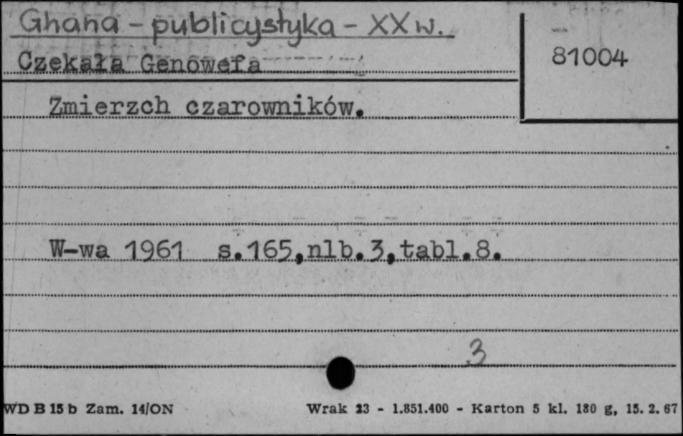 Ghana - publicystyka - XX w.
81004
Czekała Genowefa
Zmierzch czarowników.
W-wa 1961 s.165,nlb.3,tabl.8.
3
WD B 15 b Zam. 14/ON Wrak 23 - 1.851.400 - Karton 5 kl. 180 g, 15. 2. 67